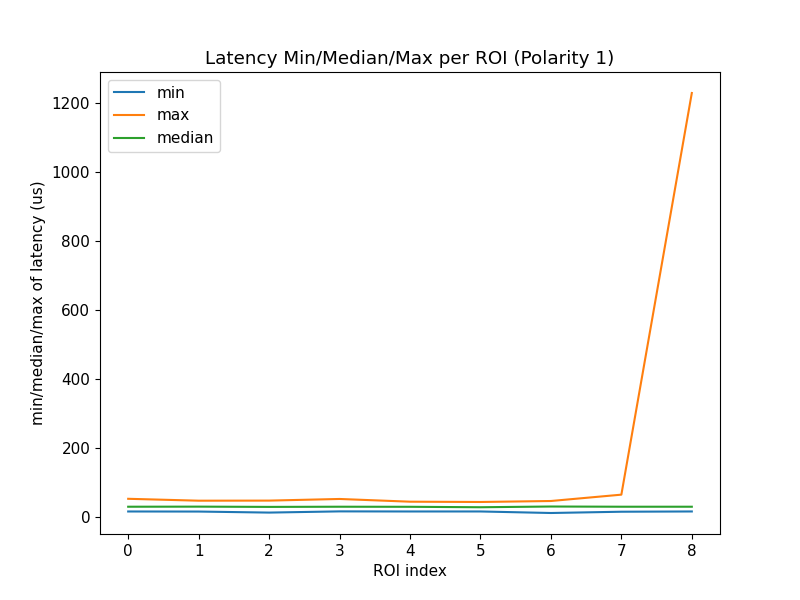 Latency Min/Median/Max per ROI (Polarity 1)
min
max
median
min/median/max of latency (us)
1200
1000
800
600
400
200
0
0 1 2 3 4 5 6 7 8
ROI index